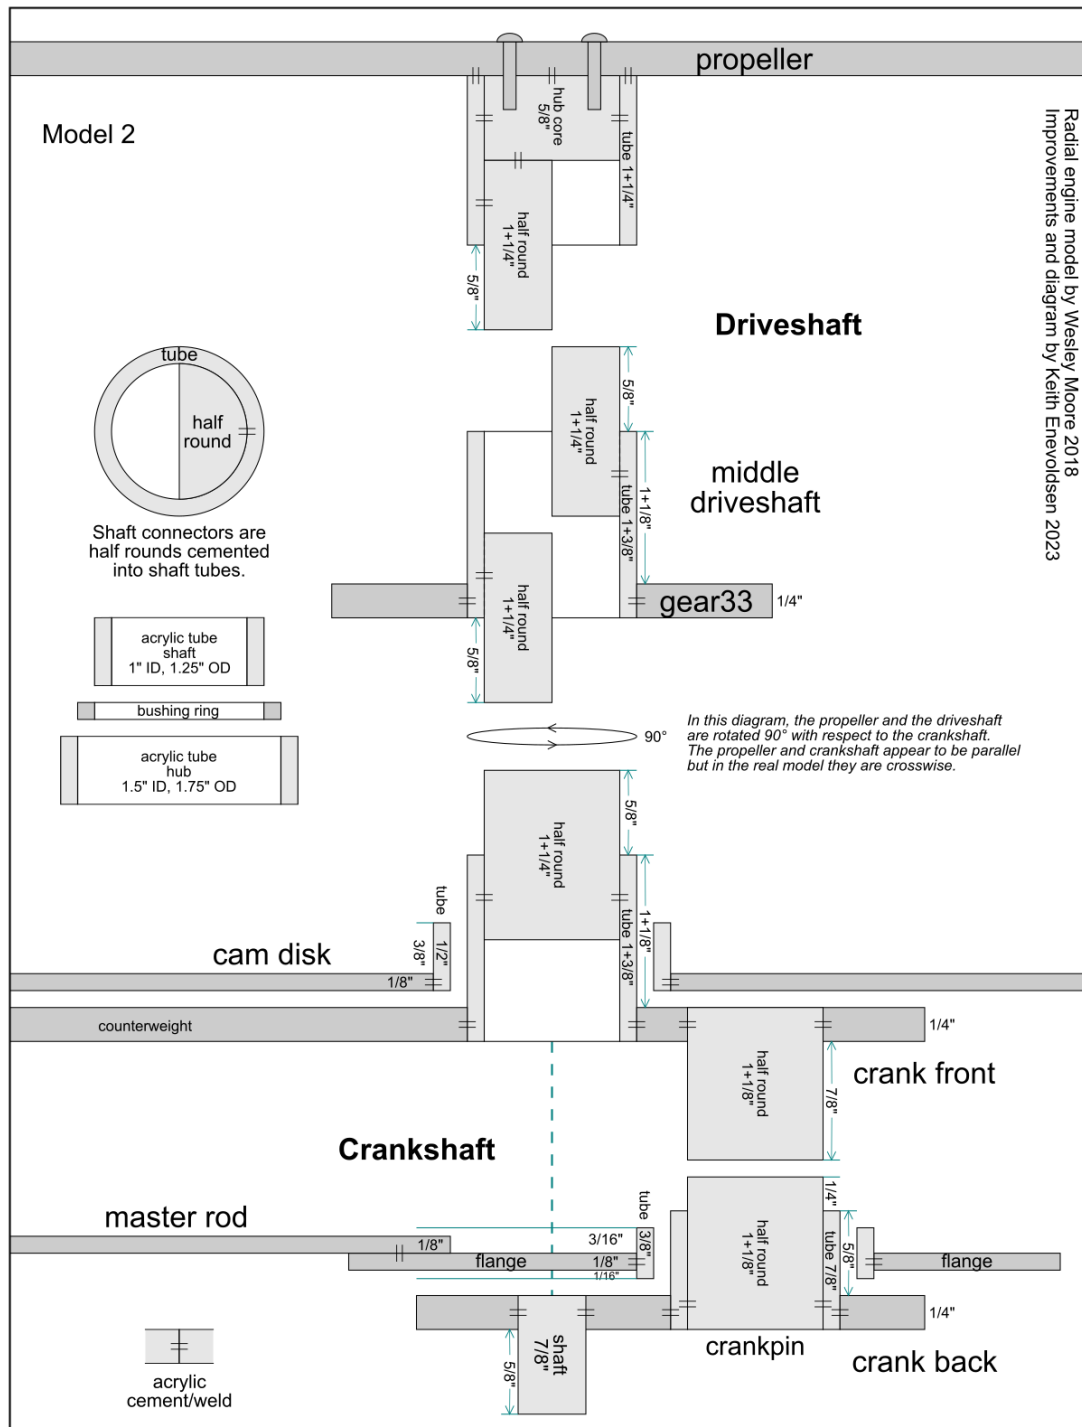 propeller
Model 2
hub core
5/8"
tube 1+1/4"
half round
1+1/4"
5/8"
Radial engine model by Wesley Moore 2018
Improvements and diagram by Keith Enevoldsen 2023
Driveshaft
tube
half
round
Shaft connectors are
half rounds cemented
into shaft tubes.
half round
1+1/4"
5/8"
tube 1+3/8"
1+1/8"
middle
driveshaft
half round
1+1/4"
gear33
1/4"
5/8"
acrylic tube
shaft
1" ID, 1.25" OD
bushing ring
acrylic tube
hub
1.5" ID, 1.75" OD
90°
In this diagram, the propeller and the driveshaft
are rotated 90° with respect to the crankshaft.
The propeller and crankshaft appear to be parallel
but in the real model they are crosswise.
half round
1+1/4"
5/8"
tube
1/2"
3/8"
1/8"
cam disk
tube 1+3/8"
1+1/8"
counterweight
1/4"
half round
1+1/8"
7/8"
crank front
Crankshaft
master rod
1/8"
tube
3/8"
3/16"
1/8"
1/16"
flange
half round
1+1/8"
1/4"
tube 7/8"
5/8"
flange
1/4"
shaft
7/8"
5/8"
crankpin
crank back
acrylic
cement/weld